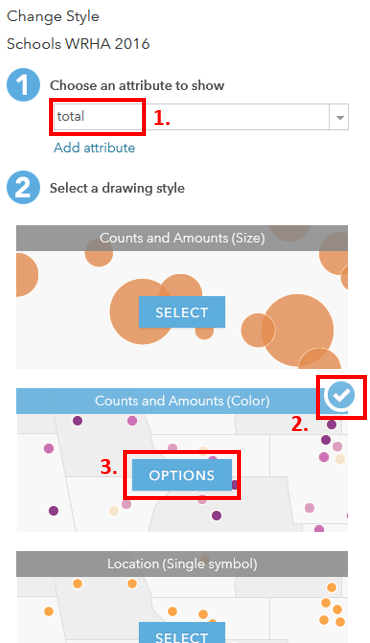 Change Style
Schools WRHA 2016
1 Choose an attribute to show
total 1.
Add attribute
2 Select a drawing style
Counts and Amounts (Size)
SELECT
Counts and Amounts (Color)
2.
3. OPTIONS
Location (Single symbol)
SELECT